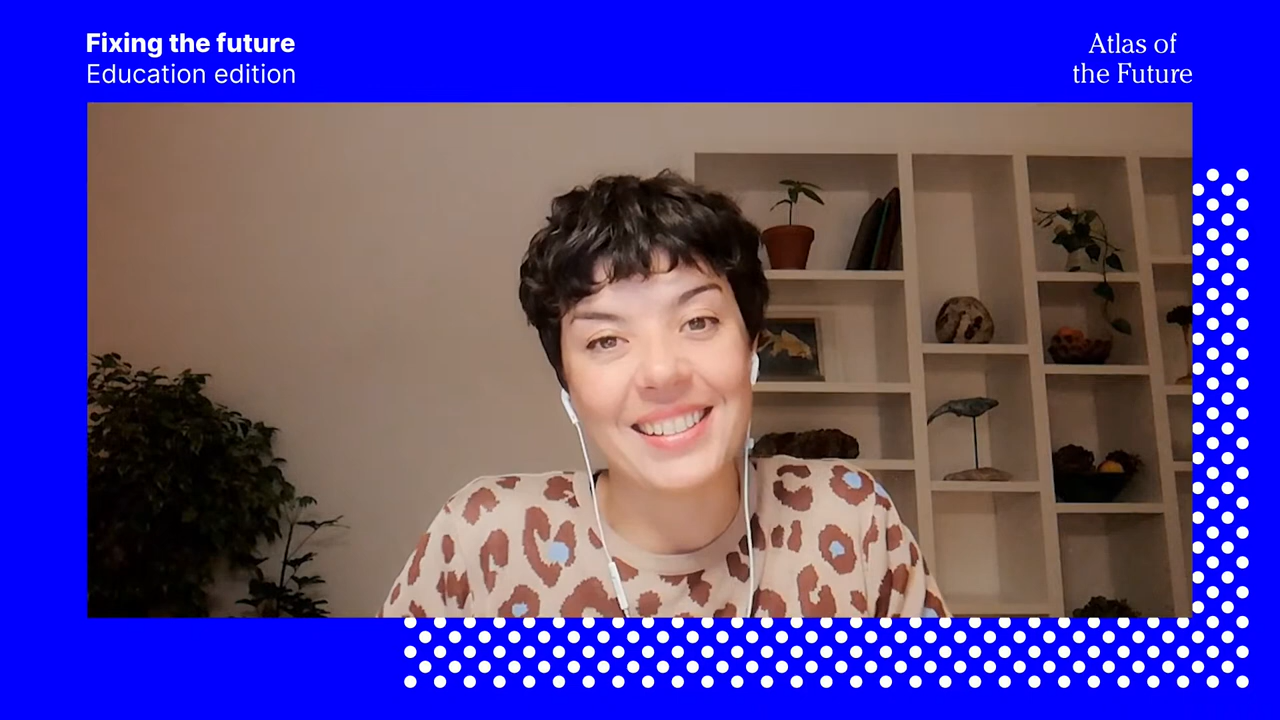 Fixing the future
Education edition
Atlas of
the Future